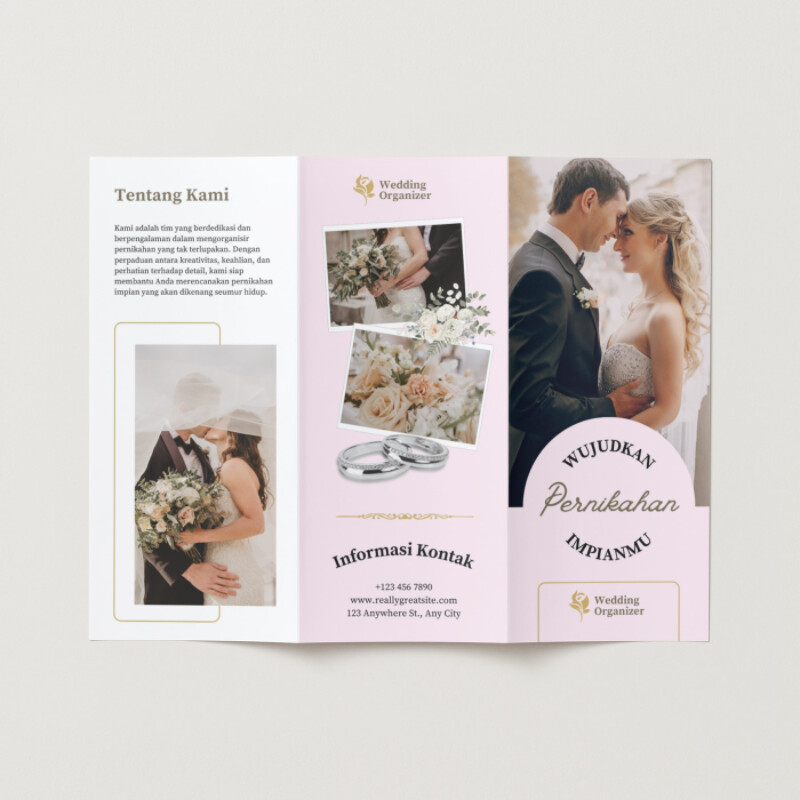 Tentang Kami
Kami adalah tim yang berdedikasi dan
berpengalaman dalam mengorganisir
pernikahan yang tak terlupakan. Dengan
perpaduan antara kreativitas, keahlian, dan
perhatian terhadap detail, kami siap
membantu Anda merencanakan pernikahan
impian yang akan dikenang seumur hidup.
Wedding
Organizer
Informasi Kontak
+123 456 7890
www.reallygreatsite.com
123 Anywhere St., Any City
WUJUDKAN
Pernikahan
IMPIANMU
Wedding
Organizer